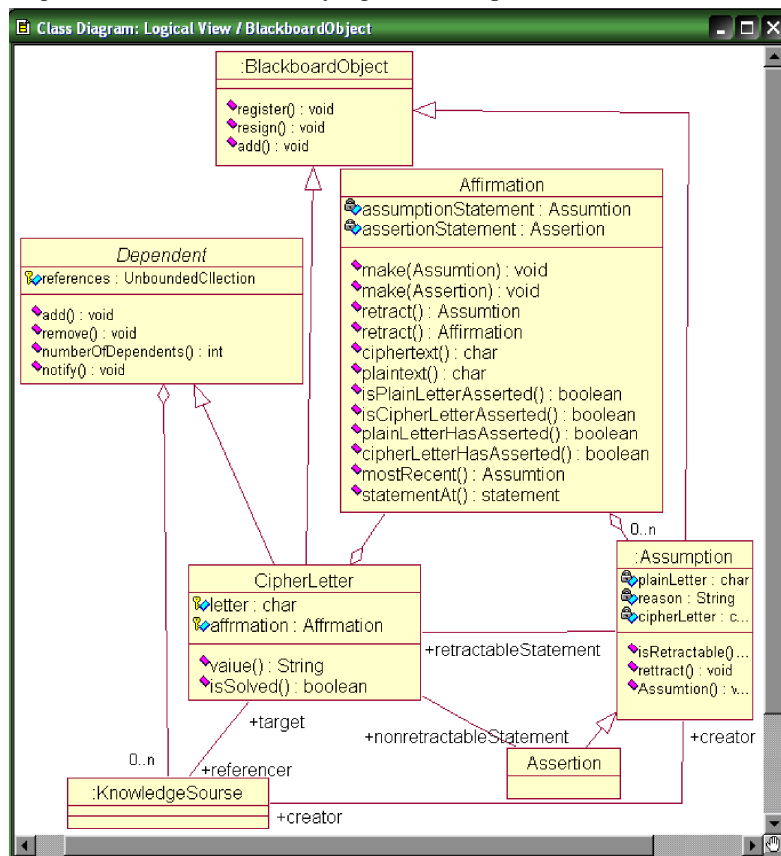 Class Diagram: Logical View / BlackboardObject
:BlackboardObject
register() : void
resign() : void
add() : void
Affirmation
assumptionStatement : Assumtion
assertionStatement : Assertion
make(Assumtion) : void
make(Assertion) : void
retract() : Assumtion
retract() : Affirmation
ciphertext() : char
plaintext() : char
isPlainLetterAsserted() : boolean
isCipherLetterAsserted() : boolean
plainLetterHasAsserted() : boolean
cipherLetterHasAsserted() : boolean
mostRecent() : Assumtion
statementAt() : statement
Dependent
references : UnboundedCllection
add() : void
remove() : void
numberOfDependents() : int
notify() : void
0..n
:Assumption
plainLetter : char
reason : String
cipherLetter : c...
isRetractable() ...
rettract() : void
Assumtion() : v...
CipherLetter
letter : char
affrmation : Affrmation
vaiue() : String
isSolved() : boolean
+retractableStatement
+target
+nonretractableStatement
+creator
0..n
+referencer
Assertion
:KnowledgeSourse
+creator